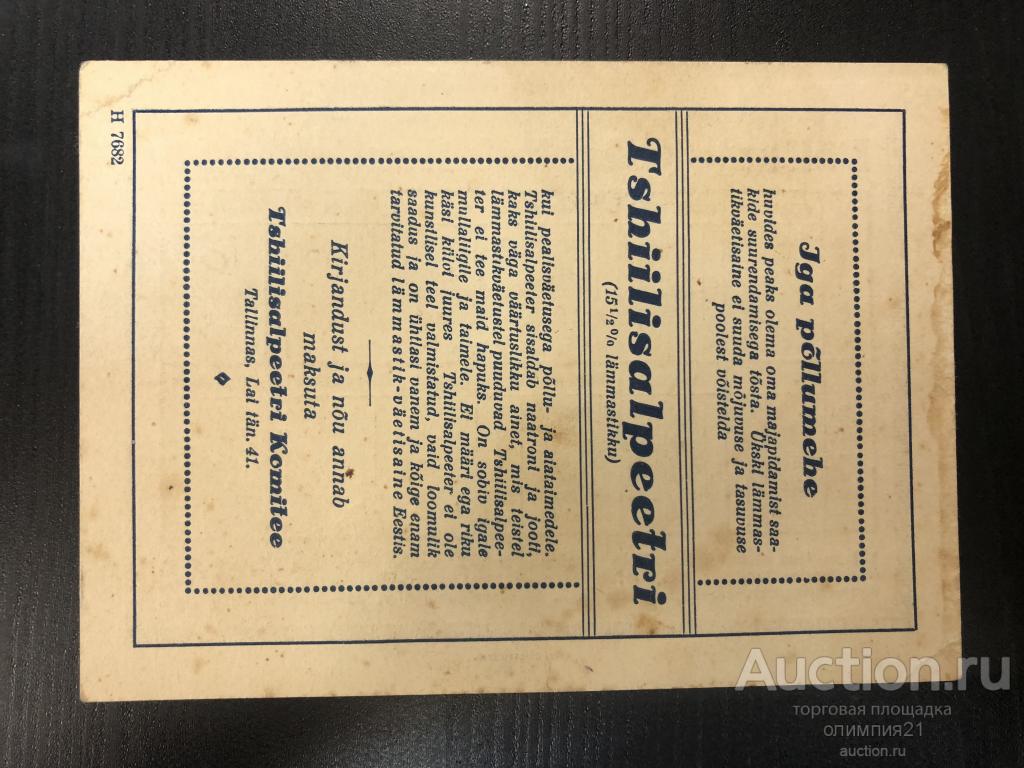 Iga põlumehe
huvides peaks olema oma majapidamist saa-
kide suurendamisega tõsta. Ükski lämmas-
tikväetisaine ei suuda mõjuvuse ja tasuvuse
poolest võistelda
Tshiilisalpeetri
(15½% lämmastikku)
kui pealisväetusega põllu- ja aiataimedele.
Tshiilisalpeeter sisaldab naatroni ja jooti,
kaks väga väärtuslikku ainet, mis teistel
lämmastikväetustel puuduvad Tshiilisalpee-
ter ei tee maid hapuks. On sobiv igale
mullaliigile ja taimele. Ei määri ega riku
käsi külvi juures Tshiilisalpeeter ei ole
kunstlisel teel valmistatud, vaid loomulik
saadus ja on ühtlasi vanem ja kõige enam
tarvitatud lämmastik-väetisaine Eestis.
Kirjandust ja nõu annab
maksuta
Tshiilisalpeetri Komitee
Tallinnas, Lai tän. 41.
H 7682
Auction.ru
торговая площадка
олимпия21
auction.ru